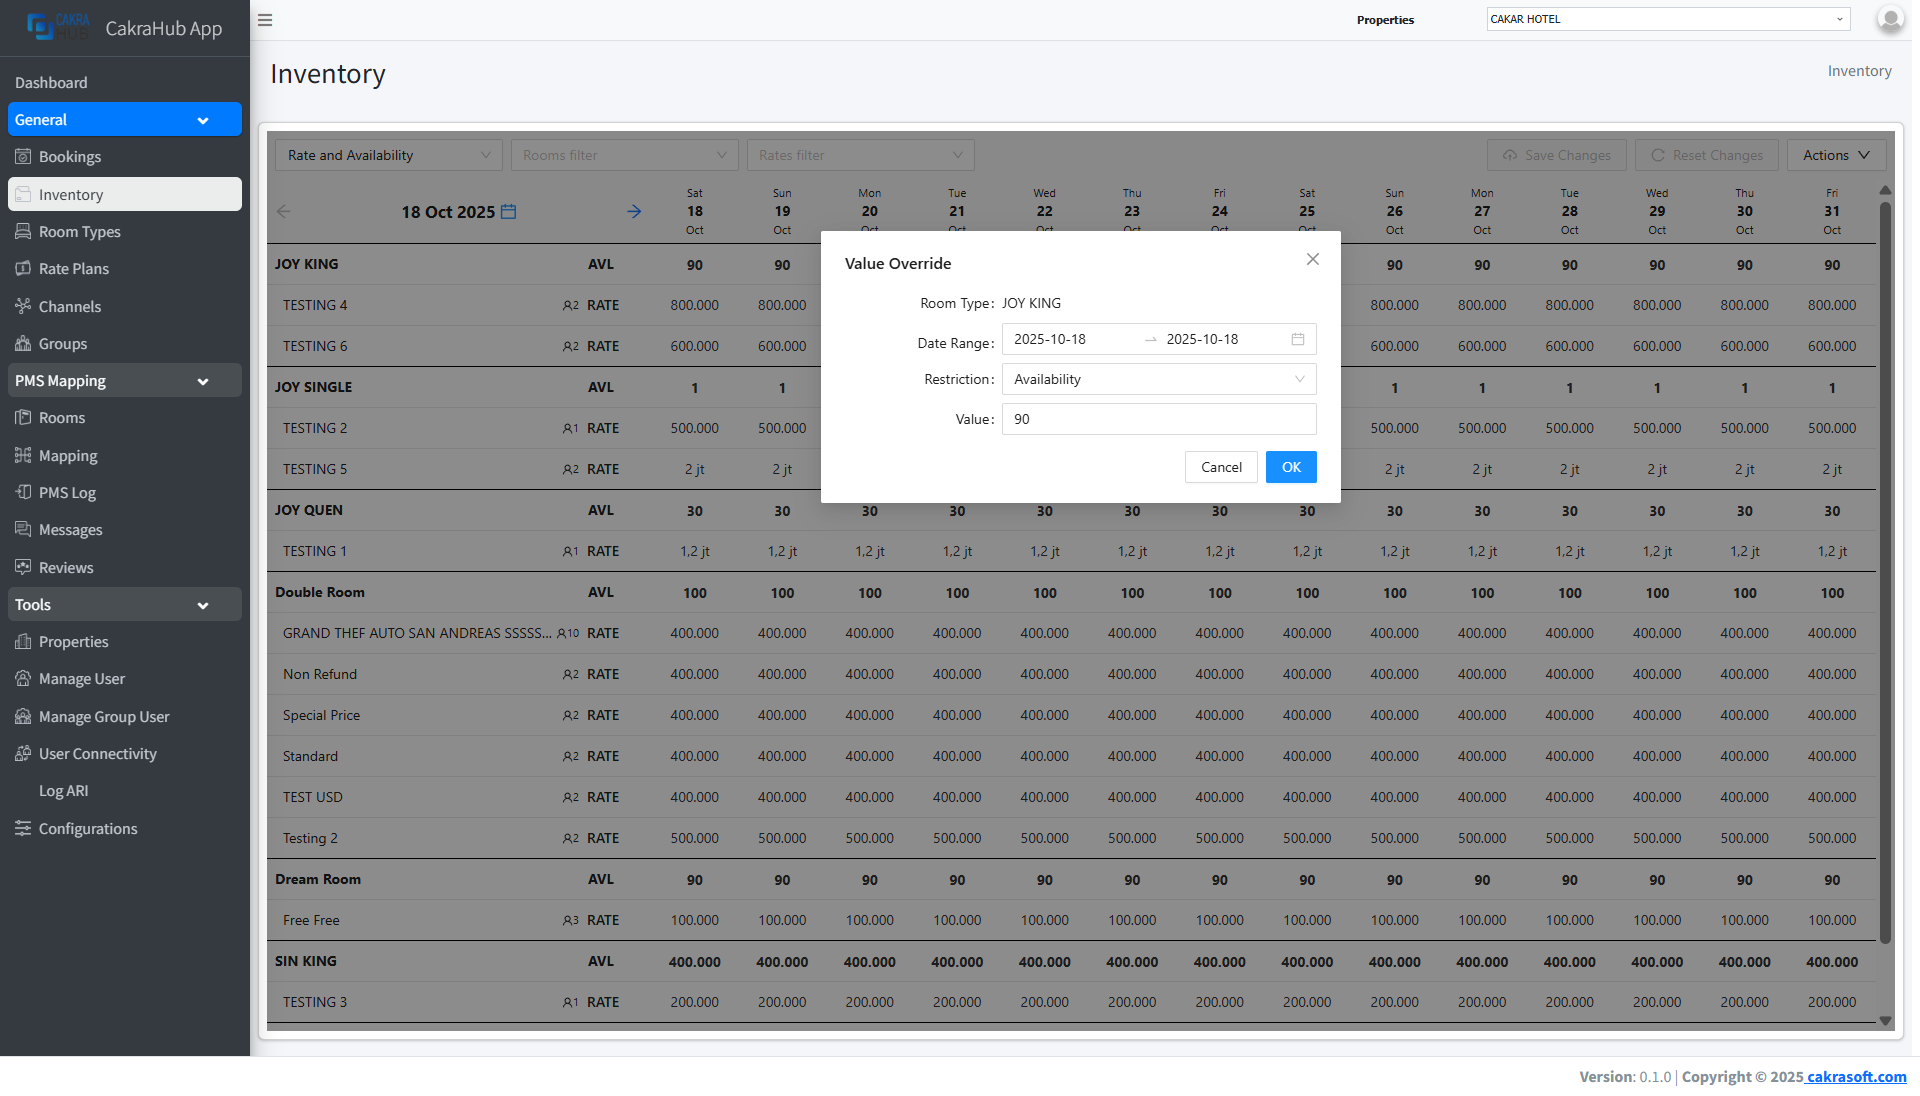 CAKRA
HUB
CakraHub App
Properties
CAKAR HOTEL
Dashboard
General
Bookings
Inventory
Room Types
Rate Plans
Channels
Groups
PMS Mapping
Rooms
Mapping
PMS Log
Messages
Reviews
Tools
Properties
Manage User
Manage Group User
User Connectivity
Log ARI
Configurations
Inventory
Inventory
Rate and Availability
Rooms filter
Rates filter
Save Changes
Reset Changes
Actions
18 Oct 2025
Sat Sun Mon Tue Wed Thu Fri Sat Sun Mon Tue Wed Thu Fri
18 19 20 21 22 23 24 25 26 27 28 29 30 31
Oct Oct Oct Oct Oct Oct Oct Oct Oct Oct Oct Oct Oct Oct
JOY KING AVL 90 90 90 90 90 90 90 90
TESTING 4 2 RATE 800.000 800.000 800.000 800.000 800.000 800.000 800.000 800.000
TESTING 6 2 RATE 600.000 600.000 600.000 600.000 600.000 600.000 600.000 600.000
JOY SINGLE AVL 1 1 1 1 1 1 1 1
TESTING 2 1 RATE 500.000 500.000 500.000 500.000 500.000 500.000 500.000 500.000
TESTING 5 2 RATE 2 jt 2 jt 2 jt 2 jt 2 jt 2 jt 2 jt 2 jt
JOY QUEN AVL 30 30 30 30 30 30 30 30 30 30 30 30 30 30
TESTING 1 1 RATE 1,2 jt 1,2 jt 1,2 jt 1,2 jt 1,2 jt 1,2 jt 1,2 jt 1,2 jt 1,2 jt 1,2 jt 1,2 jt 1,2 jt 1,2 jt 1,2 jt
Double Room AVL 100 100 100 100 100 100 100 100 100 100 100 100 100 100
GRAND THEF AUTO SAN ANDREAS SSSSS... 10 RATE 400.000 400.000 400.000 400.000 400.000 400.000 400.000 400.000 400.000 400.000 400.000 400.000 400.000 400.000
Non Refund 2 RATE 400.000 400.000 400.000 400.000 400.000 400.000 400.000 400.000 400.000 400.000 400.000 400.000 400.000 400.000
Special Price 2 RATE 400.000 400.000 400.000 400.000 400.000 400.000 400.000 400.000 400.000 400.000 400.000 400.000 400.000 400.000
Standard 2 RATE 400.000 400.000 400.000 400.000 400.000 400.000 400.000 400.000 400.000 400.000 400.000 400.000 400.000 400.000
TEST USD 2 RATE 400.000 400.000 400.000 400.000 400.000 400.000 400.000 400.000 400.000 400.000 400.000 400.000 400.000 400.000
Testing 2 2 RATE 500.000 500.000 500.000 500.000 500.000 500.000 500.000 500.000 500.000 500.000 500.000 500.000 500.000 500.000
Dream Room AVL 90 90 90 90 90 90 90 90 90 90 90 90 90 90
Free Free 3 RATE 100.000 100.000 100.000 100.000 100.000 100.000 100.000 100.000 100.000 100.000 100.000 100.000 100.000 100.000
SIN KING AVL 400.000 400.000 400.000 400.000 400.000 400.000 400.000 400.000 400.000 400.000 400.000 400.000 400.000 400.000
TESTING 3 1 RATE 200.000 200.000 200.000 200.000 200.000 200.000 200.000 200.000 200.000 200.000 200.000 200.000 200.000 200.000
Value Override
Room Type: JOY KING
Date Range: 2025-10-18 → 2025-10-18
Restriction: Availability
Value: 90
Cancel OK
Version: 0.1.0 | Copyright © 2025 cakrasoft.com